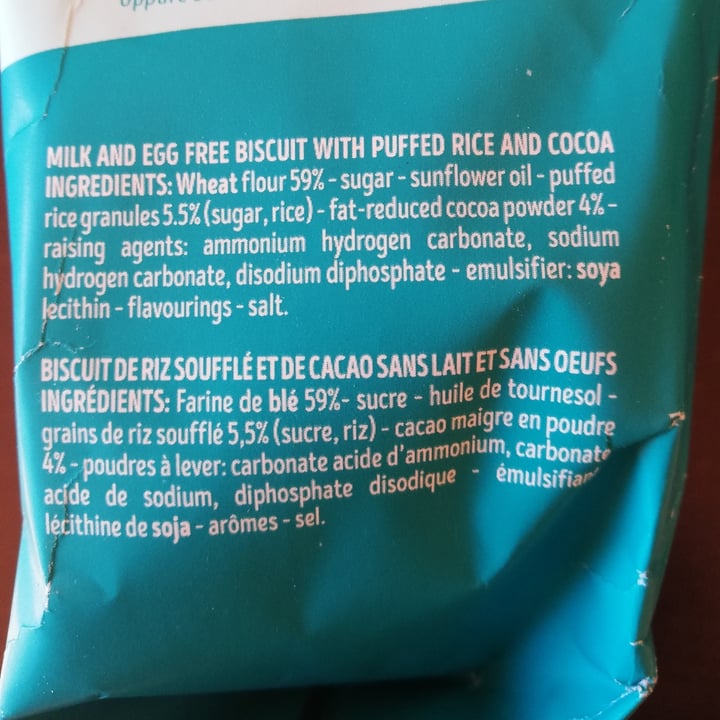 MILK AND EGG FREE BISCUIT WITH PUFFED RICE AND COCOA
INGREDIENTS: Wheat flour 59% - sugar - sunflower oil - puffed
rice granules 5.5% (sugar, rice) - fat-reduced cocoa powder 4% -
raising agents: ammonium hydrogen carbonate, sodium
hydrogen carbonate, disodium diphosphate - emulsifier: soya
lecithin - flavourings - salt.
BISCUIT DE RIZ SOUFFLÉ ET DE CACAO SANS LAIT ET SANS OEUFS
INGRÉDIENTS: Farine de blé 59%- sucre - huile de tournesol -
grains de riz soufflé 5,5% (sucre, riz) - cacao maigre en poudre
4% - poudres à lever: carbonate acide d'ammonium, carbonate
acide de sodium, diphosphate disodique -
lécithine de soja - arômes - sel.